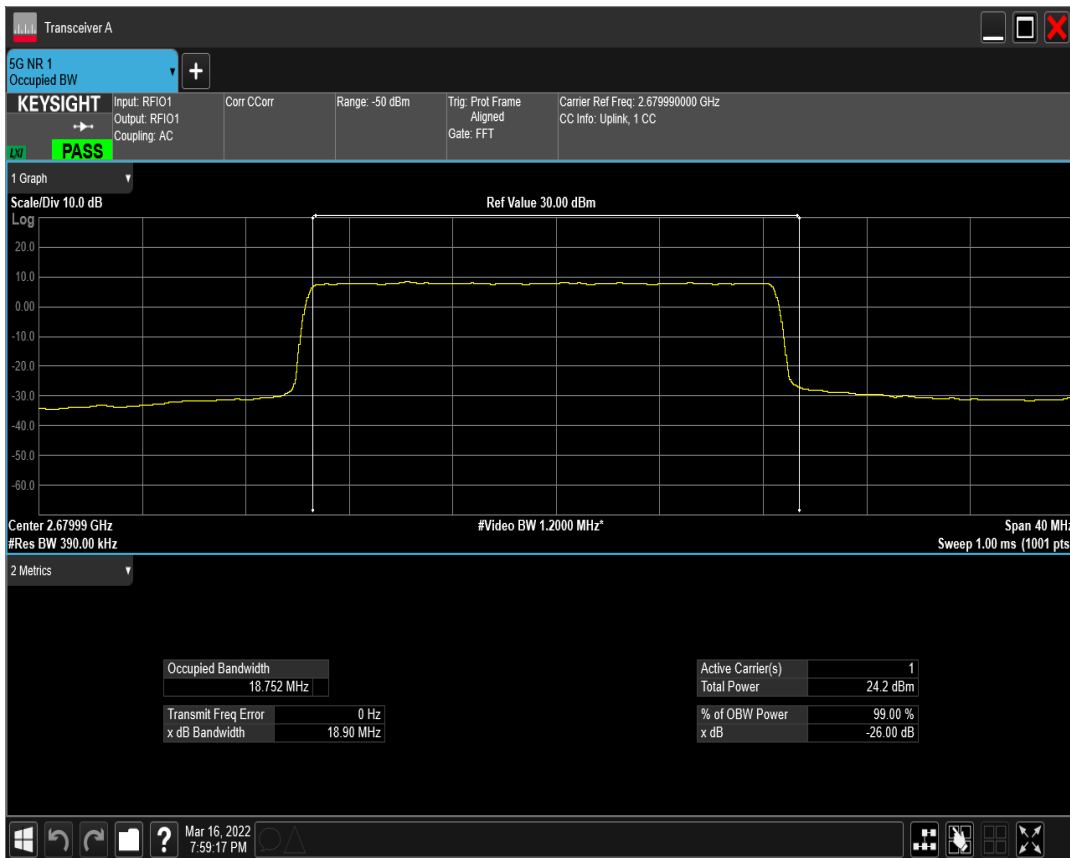 Transceiver A
5G NR 1
Occupied BW
+
KEYSIGHT
LXI
PASS
Input: RFIO1
Output: RFIO1
Coupling: AC
Corr CCorr
Range: -50 dBm
Trig: Prot Frame
Aligned
Gate: FFT
Carrier Ref Freq: 2.679990000 GHz
CC Info: Uplink, 1 CC
1 Graph
Scale/Div 10.0 dB
Ref Value 30.00 dBm
Log
20.0
10.0
0.00
-10.0
-20.0
-30.0
-40.0
-50.0
-60.0
Center 2.67999 GHz
#Video BW 1.2000 MHz*
Span 40 MHz
#Res BW 390.00 kHz
Sweep 1.00 ms (1001 pts
2 Metrics
Occupied Bandwidth
18.752 MHz
Transmit Freq Error 0 Hz
x dB Bandwidth 18.90 MHz
Active Carrier(s) 1
Total Power 24.2 dBm
% of OBW Power 99.00 %
x dB -26.00 dB
?
Mar 16, 2022
7:59:17 PM